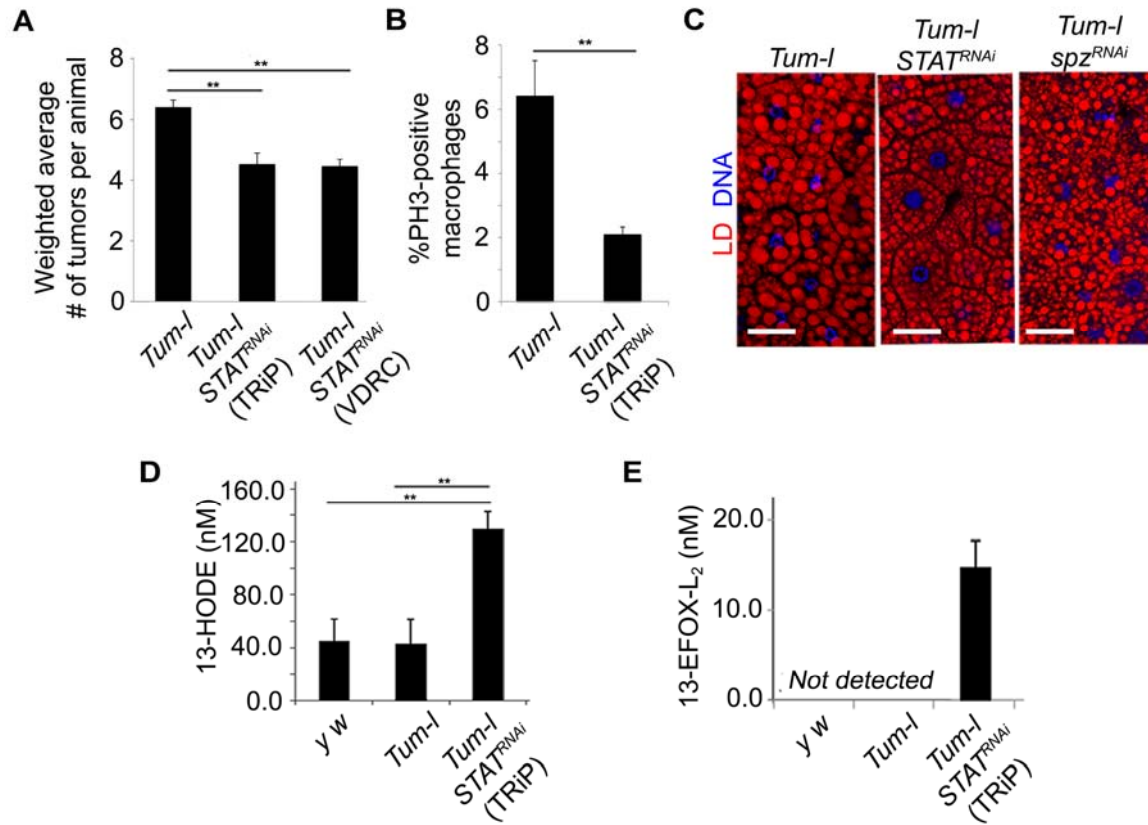 A
Weighted average
# of tumors per animal
8
6
4
2
0
**
**
Tum-l
Tum-l
STAT^RNAi
(TRiP)
Tum-l
STAT^RNAi
(VDRC)
B
%PH3-positive
macrophages
8
6
4
2
0
**
Tum-l
Tum-l
STAT^RNAi
(TRiP)
C
LD DNA
Tum-l
Tum-l
STAT^RNAi
Tum-l
spz^RNAi
D
13-HODE (nM)
160.0
120.0
80.0
40.0
0.0
**
**
y w
Tum-l
Tum-l
STAT^RNAi
(TRiP)
E
13-EFOX-L₂ (nM)
20.0
10.0
0.0
Not detected
y w
Tum-l
Tum-l
STAT^RNAi
(TRiP)